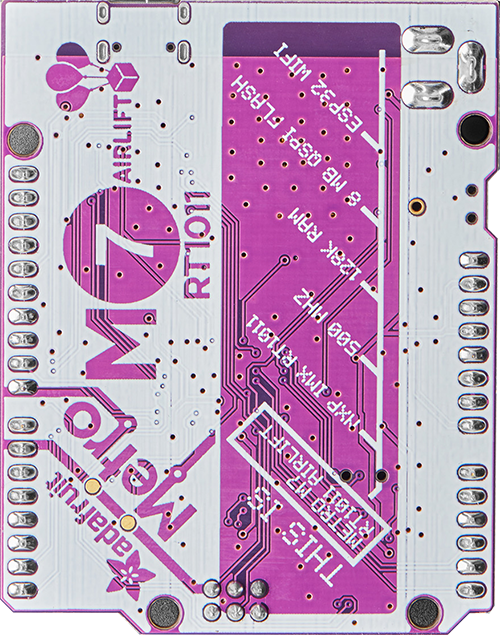 AIRLIFT
M7
RT1011
Metro
adafruit
ESP32 WIFI
8 MB QSPI FLASH
128K RAM
500 MHZ
NXP IMX RT1011
THIS IS
METRO M7
RT1011 AIRLIFT